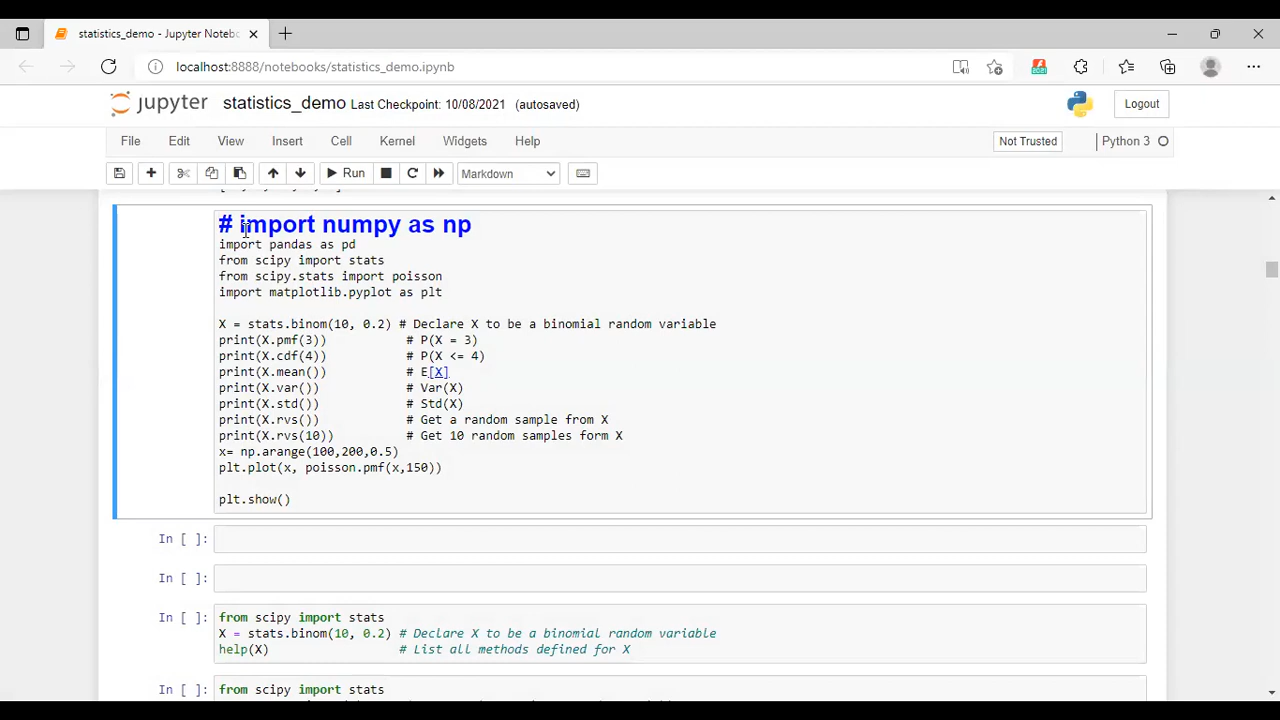 statistics_demo - Jupyter Notebo
localhost:8888/notebooks/statistics_demo.ipynb
jupyter statistics_demo Last Checkpoint: 10/08/2021 (autosaved)
Logout
File Edit View Insert Cell Kernel Widgets Help
Not Trusted Python 3
Run Markdown
# import numpy as np
import pandas as pd
from scipy import stats
from scipy.stats import poisson
import matplotlib.pyplot as plt
X = stats.binom(10, 0.2) # Declare X to be a binomial random variable
print(X.pmf(3)) # P(X = 3)
print(X.cdf(4)) # P(X <= 4)
print(X.mean()) # E[X]
print(X.var()) # Var(X)
print(X.std()) # Std(X)
print(X.rvs()) # Get a random sample from X
print(X.rvs(10)) # Get 10 random samples form X
x= np.arange(100,200,0.5)
plt.plot(x, poisson.pmf(x,150))
plt.show()
In [ ]:
In [ ]:
In [ ]: from scipy import stats
X = stats.binom(10, 0.2) # Declare X to be a binomial random variable
help(X) # List all methods defined for X
In [ ]: from scipy import stats